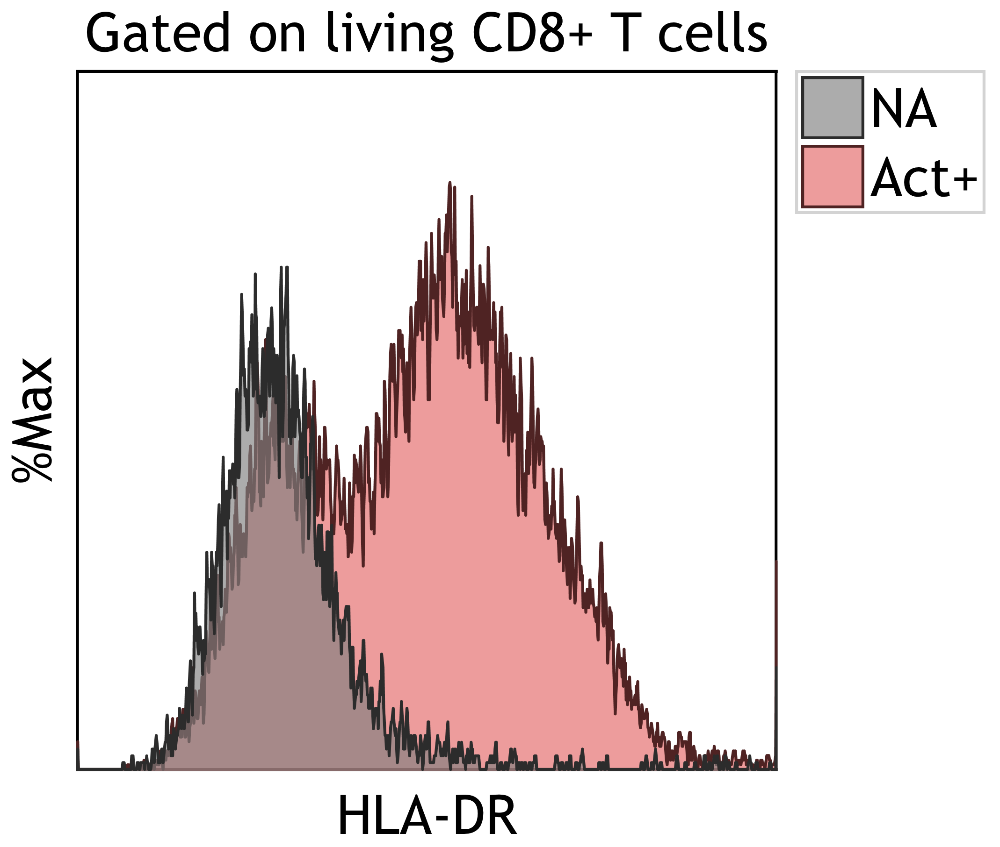 Gated on living CD8+ T cells
NA
Act+
%Max
HLA-DR